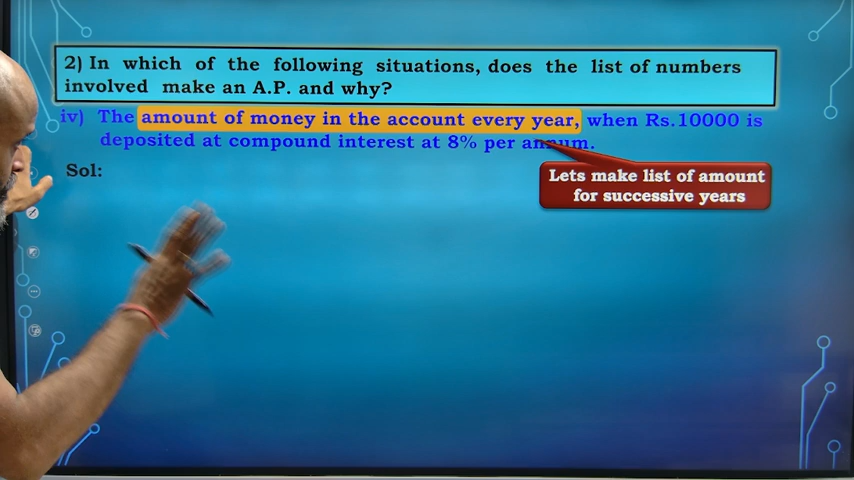 2) In which of the following situations, does the list of numbers
involved make an A.P. and why?
iv) The amount of money in the account every year, when Rs.10000 is
deposited at compound interest at 8% per annum.
Sol:
Lets make list of amount
for successive years